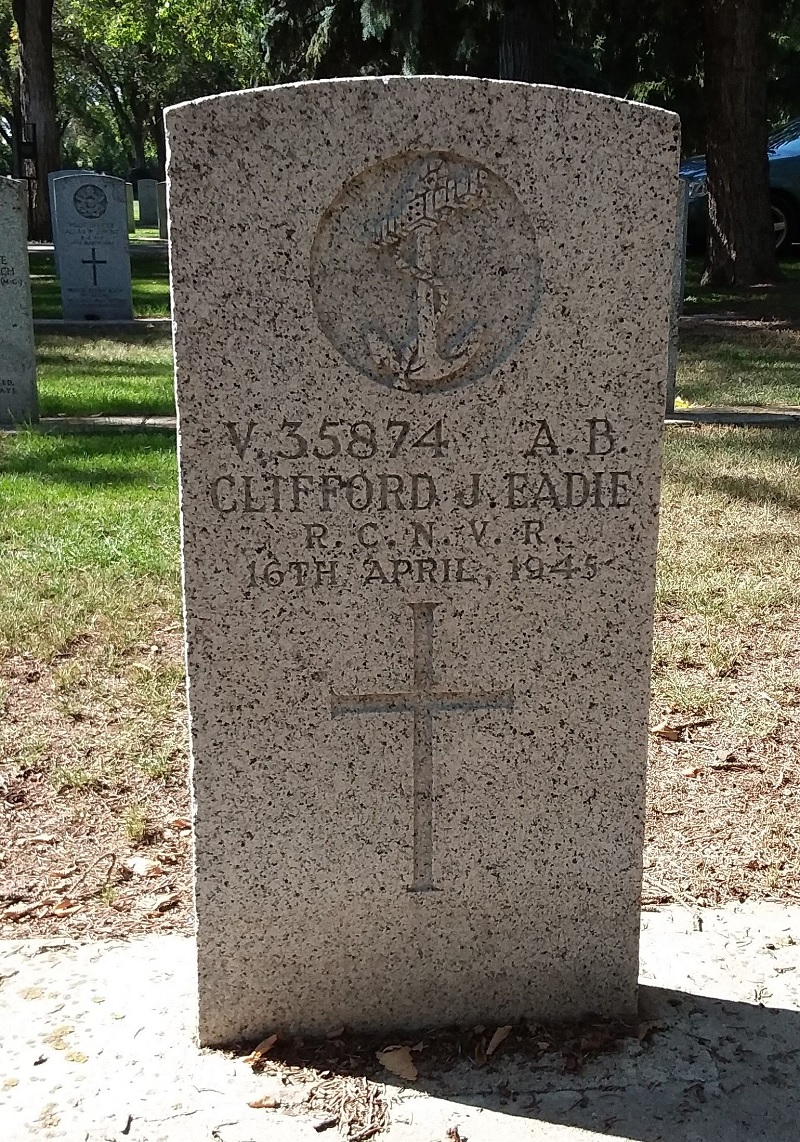 V.35874 A.B.
CLIFFORD J. EADIE
R.C.N.V.R.
16TH APRIL, 1945